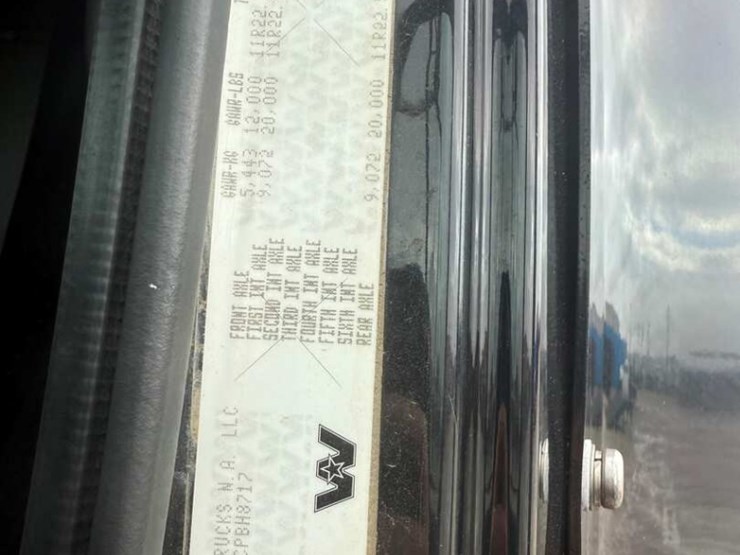 RUCKS N.A. LLC
CPBH8717
GAWR-KG GAWR-LBS
FRONT AXLE 5,443 12,000 11R22.
FIRST INT AXLE 9,072 20,000 11R22.
SECOND INT AXLE
THIRD INT AXLE
FOURTH INT AXLE
FIFTH INT AXLE
SIXTH INT AXLE
REAR AXLE 9,072 20,000 11R22.